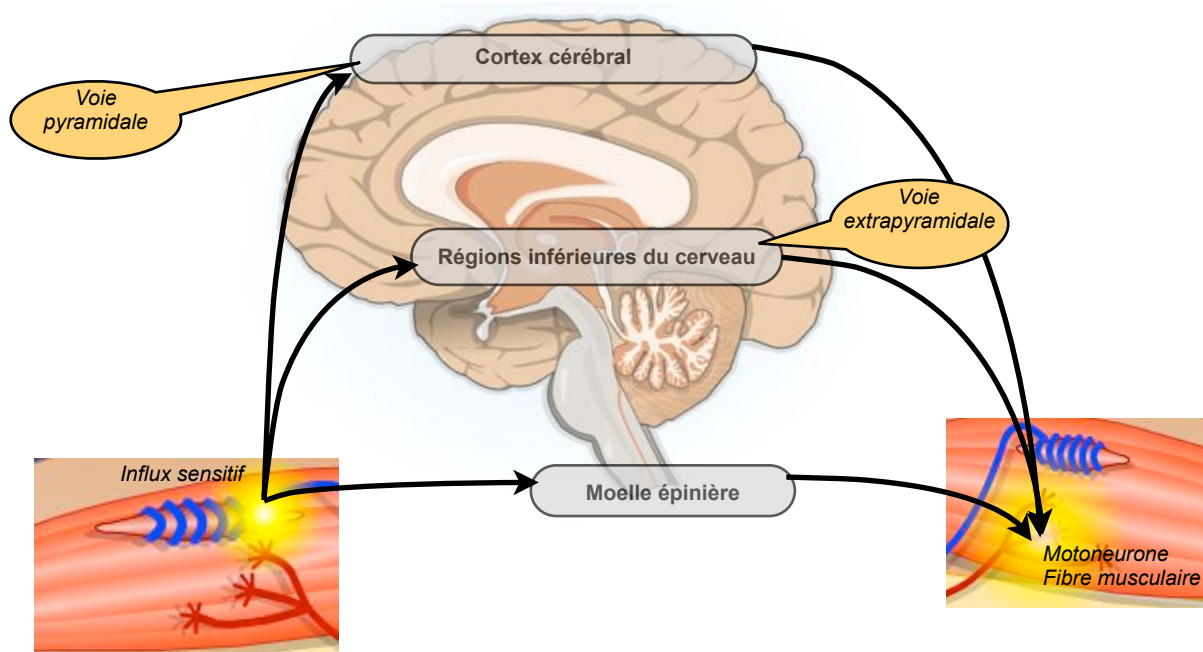 Cortex cérébral
Voie
pyramidale
Voie
extrapyramidale
Régions inférieures du cerveau
Influx sensitif
Moelle épinière
Motoneurone
Fibre musculaire